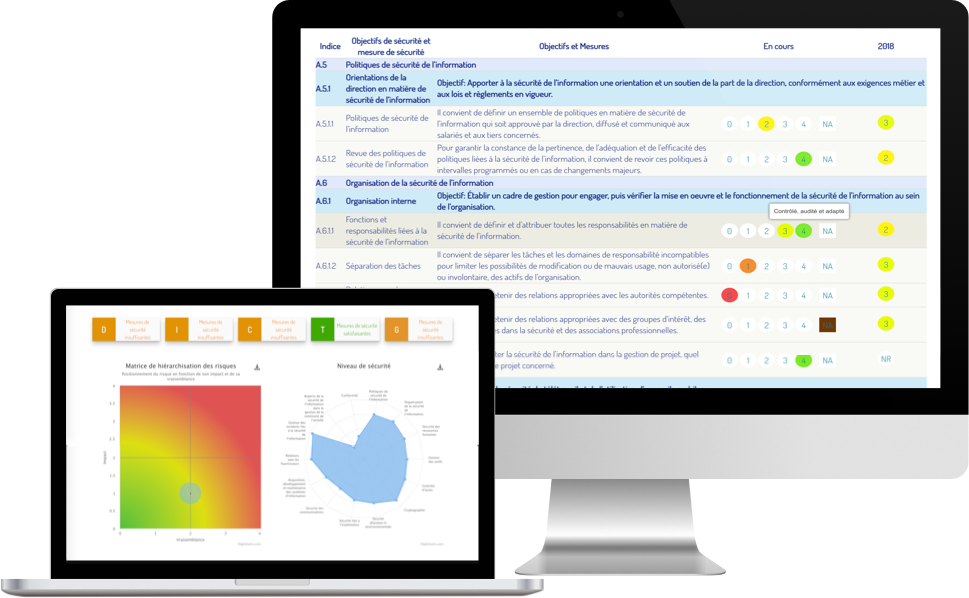 Indice
Objectifs de sécurité et
mesure de sécurité
Objectifs et Mesures
En cours
2018
A.5 Politiques de sécurité de l'information
A.5.1
Orientations de la
direction en matière de
sécurité de l'information
Objectif: Apporter à la sécurité de l'information une orientation et un soutien de la part de la direction, conformément aux exigences métier et
aux lois et règlements en vigueur.
A.5.1.1
Politiques de sécurité de
l'information
Il convient de définir un ensemble de politiques en matière de sécurité de
l'information qui soit approuvé par la direction, diffusé et communiqué aux
salariés et aux tiers concernés.
0 1 2 3 4 NA 3
A.5.1.2
Revue des politiques de
sécurité de l'information
Pour garantir la constance de la pertinence, de l'adéquation et de l'efficacité des
politiques liées à la sécurité de l'information, il convient de revoir ces politiques à
intervalles programmés ou en cas de changements majeurs.
0 1 2 3 4 NA 2
A.6 Organisation de la sécurité de l'information
A.6.1 Organisation interne
Objectif: Établir un cadre de gestion pour engager, puis vérifier la mise en oeuvre et le fonctionnement de la sécurité de l'information au sein
de l'organisation.
Contrôlé, audité et adapté
A.6.1.1
Fonctions et
responsabilités liées à la
sécurité de l'information
Il convient de définir et d'attribuer toutes les responsabilités en matière de
sécurité de l'information.
0 1 2 3 4 NA 2
A.6.1.2 Séparation des tâches
Il convient de séparer les tâches et les domaines de responsabilité incompatibles
pour limiter les possibilités de modification ou de mauvais usage, non autorisé(e)
ou involontaire, des actifs de l'organisation.
0 1 2 3 4 NA 3
etenir des relations appropriées avec les autorités compétentes.
1 2 3 4 NA 3
etenir des relations appropriées avec des groupes d'intérêt, des
s dans la sécurité et des associations professionnelles.
0 1 2 3 4 3
ter la sécurité de l'information dans la gestion de projet, quel
e projet concerné.
0 1 2 3 4 NA NR
D
Mesures de
sécurité
insuffisantes
I
Mesures de
sécurité
insuffisantes
C
Mesures de
sécurité
insuffisantes
T
Mesures de sécurité
satisfaisantes
G
Mesures de
sécurité
insuffisantes
Matrice de hiérarchisation des risques
Positionnement du risque en fonction de son impact et de sa
vraisemblance
Niveau de sécurité